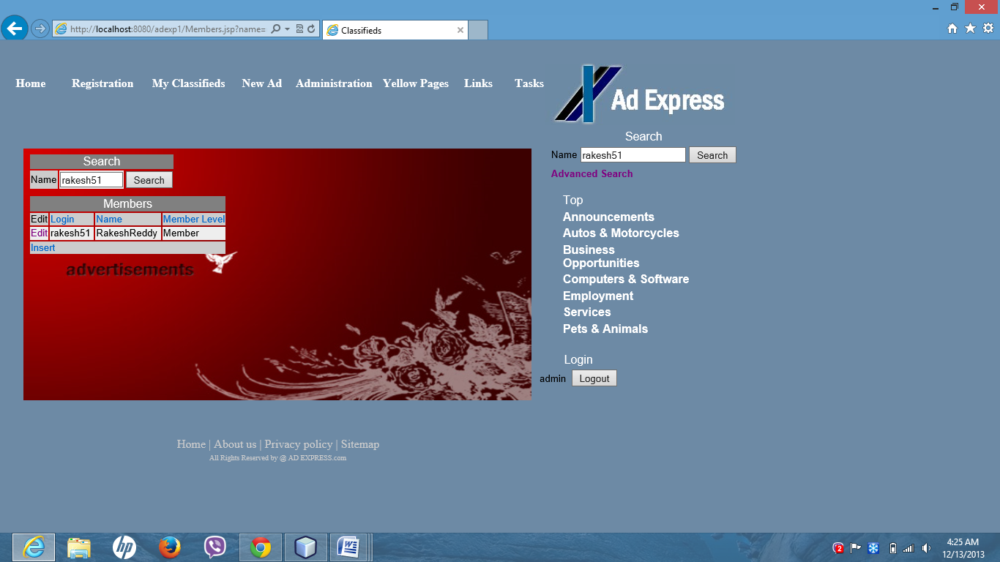 http://localhost:8080/adexp1/Members.jsp?name=
Classifieds
Home Registration My Classifieds New Ad Administration Yellow Pages Links Tasks
Ad Express
Search
Name rakesh51 Search
Advanced Search
Search
Name rakesh51 Search
Members
Edit Login Name Member Level
Edit rakesh51 RakeshReddy Member
Insert
advertisements
Top
Announcements
Autos & Motorcycles
Business
Opportunities
Computers & Software
Employment
Services
Pets & Animals
Login
admin Logout
Home | About us | Privacy policy | Sitemap
All Rights Reserved by @ AD EXPRESS.com
hp
W
2
4:25 AM
12/13/2013